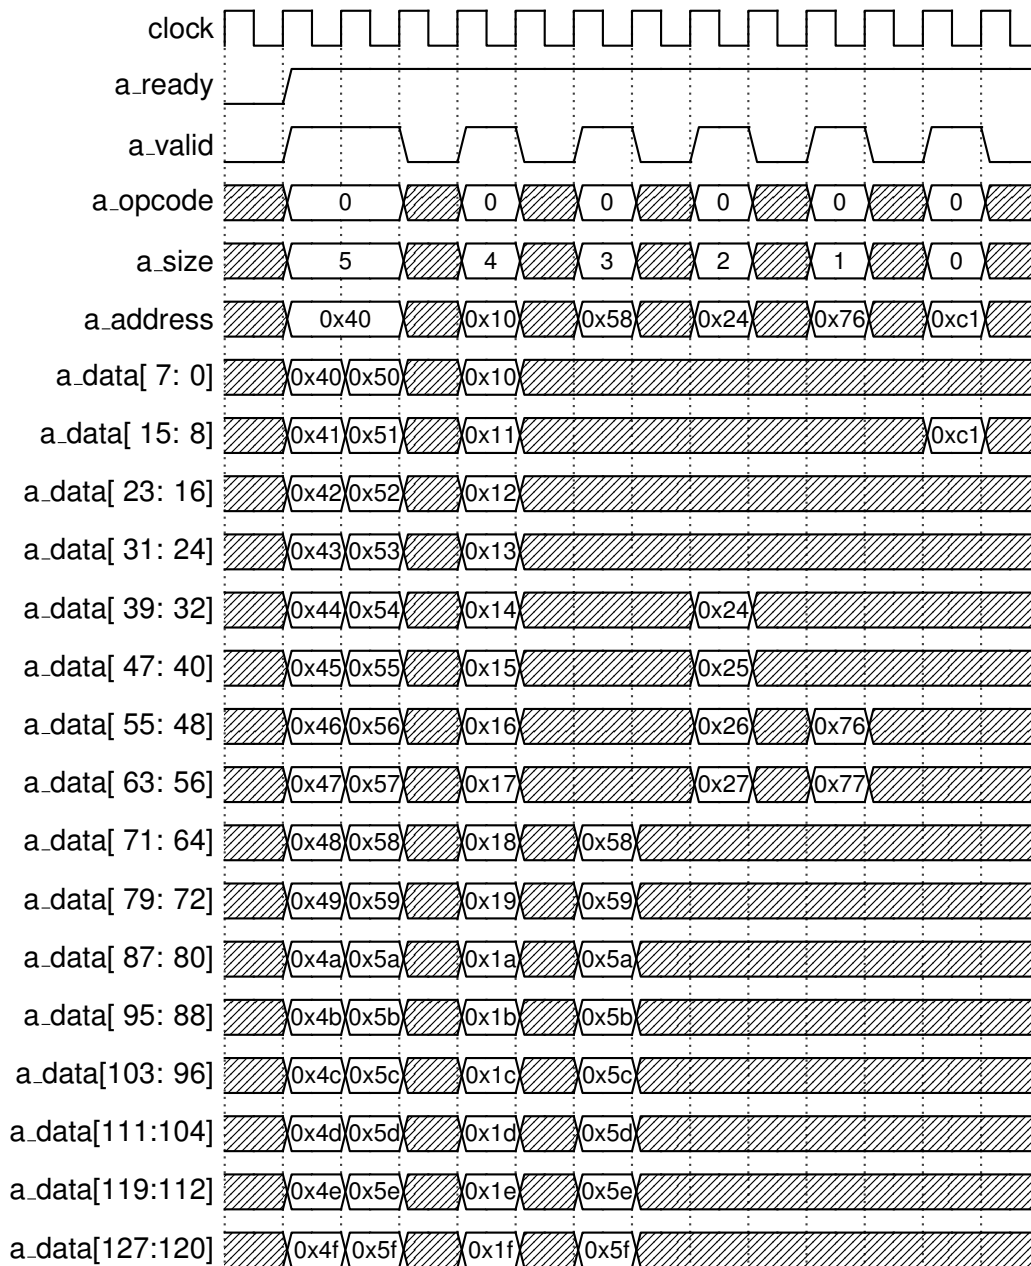 clock
a_ready
a_valid
a_opcode 0 0 0 0 0 0
a_size 5 4 3 2 1 0
a_address 0x40 0x10 0x58 0x24 0x76 0xc1
a_data[ 7: 0] 0x40 0x50 0x10
a_data[ 15: 8] 0x41 0x51 0x11 0xc1
a_data[ 23: 16] 0x42 0x52 0x12
a_data[ 31: 24] 0x43 0x53 0x13
a_data[ 39: 32] 0x44 0x54 0x14 0x24
a_data[ 47: 40] 0x45 0x55 0x15 0x25
a_data[ 55: 48] 0x46 0x56 0x16 0x26 0x76
a_data[ 63: 56] 0x47 0x57 0x17 0x27 0x77
a_data[ 71: 64] 0x48 0x58 0x18 0x58
a_data[ 79: 72] 0x49 0x59 0x19 0x59
a_data[ 87: 80] 0x4a 0x5a 0x1a 0x5a
a_data[ 95: 88] 0x4b 0x5b 0x1b 0x5b
a_data[103: 96] 0x4c 0x5c 0x1c 0x5c
a_data[111:104] 0x4d 0x5d 0x1d 0x5d
a_data[119:112] 0x4e 0x5e 0x1e 0x5e
a_data[127:120] 0x4f 0x5f 0x1f 0x5f